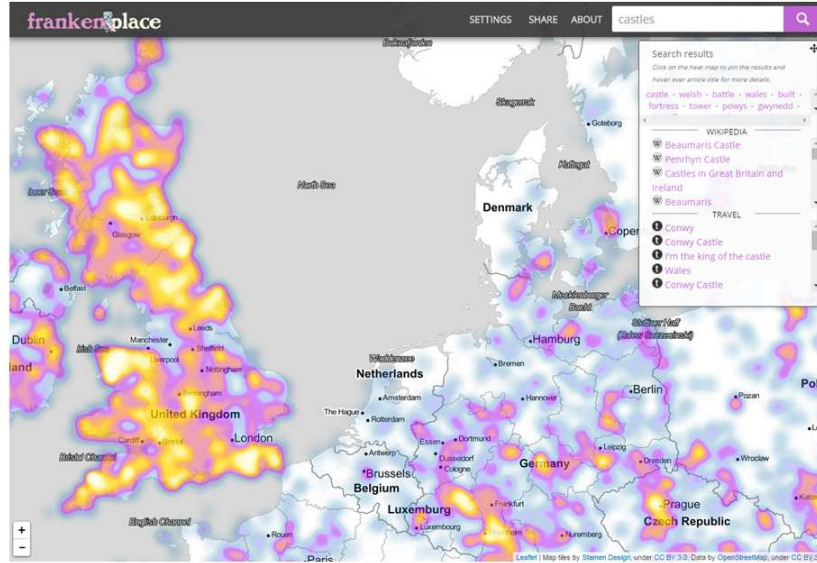 frankenplace
SETTINGS SHARE ABOUT
castles
Search results
Click on the heat map to pin the results and
hover over article title for more details.
castle - welsh - battle - wales - built -
fortress - tower - powys - gwynedd -
WIKIPEDIA
Beaumaris Castle
Penrhyn Castle
Castles in Great Britain and
Ireland
Beaumaris
TRAVEL
Conwy
Conwy Castle
I'm the king of the castle
Wales
Conwy Castle
Skagerrak
Goteborg
Kattegat
North Sea
Denmark
Edinburgh
Glasgow
Belfast
Dublin
Irish Sea
Leeds
Manchester
Liverpool
Sheffield
Nottingham
Birmingham
United Kingdom
Cardiff
Bristol
London
Bristol Channel
English Channel
Waddenzee
Netherlands
Amsterdam
The Hague
Rotterdam
Antwerp
Brussels
Belgium
Luxemburg
Luxembourg
Rouen
Paris
Hamburg
Bremen
Hannover
Berlin
Essen
Dortmund
Dusseldorf
Cologne
Germany
Leipzig
Dresden
Frankfurt
Nuremberg
Prague
Czech Republic
Pozan
Wroclaw
+
−
Leaflet | Map tiles by Stamen Design, under CC BY 3.0. Data by OpenStreetMap, under CC BY